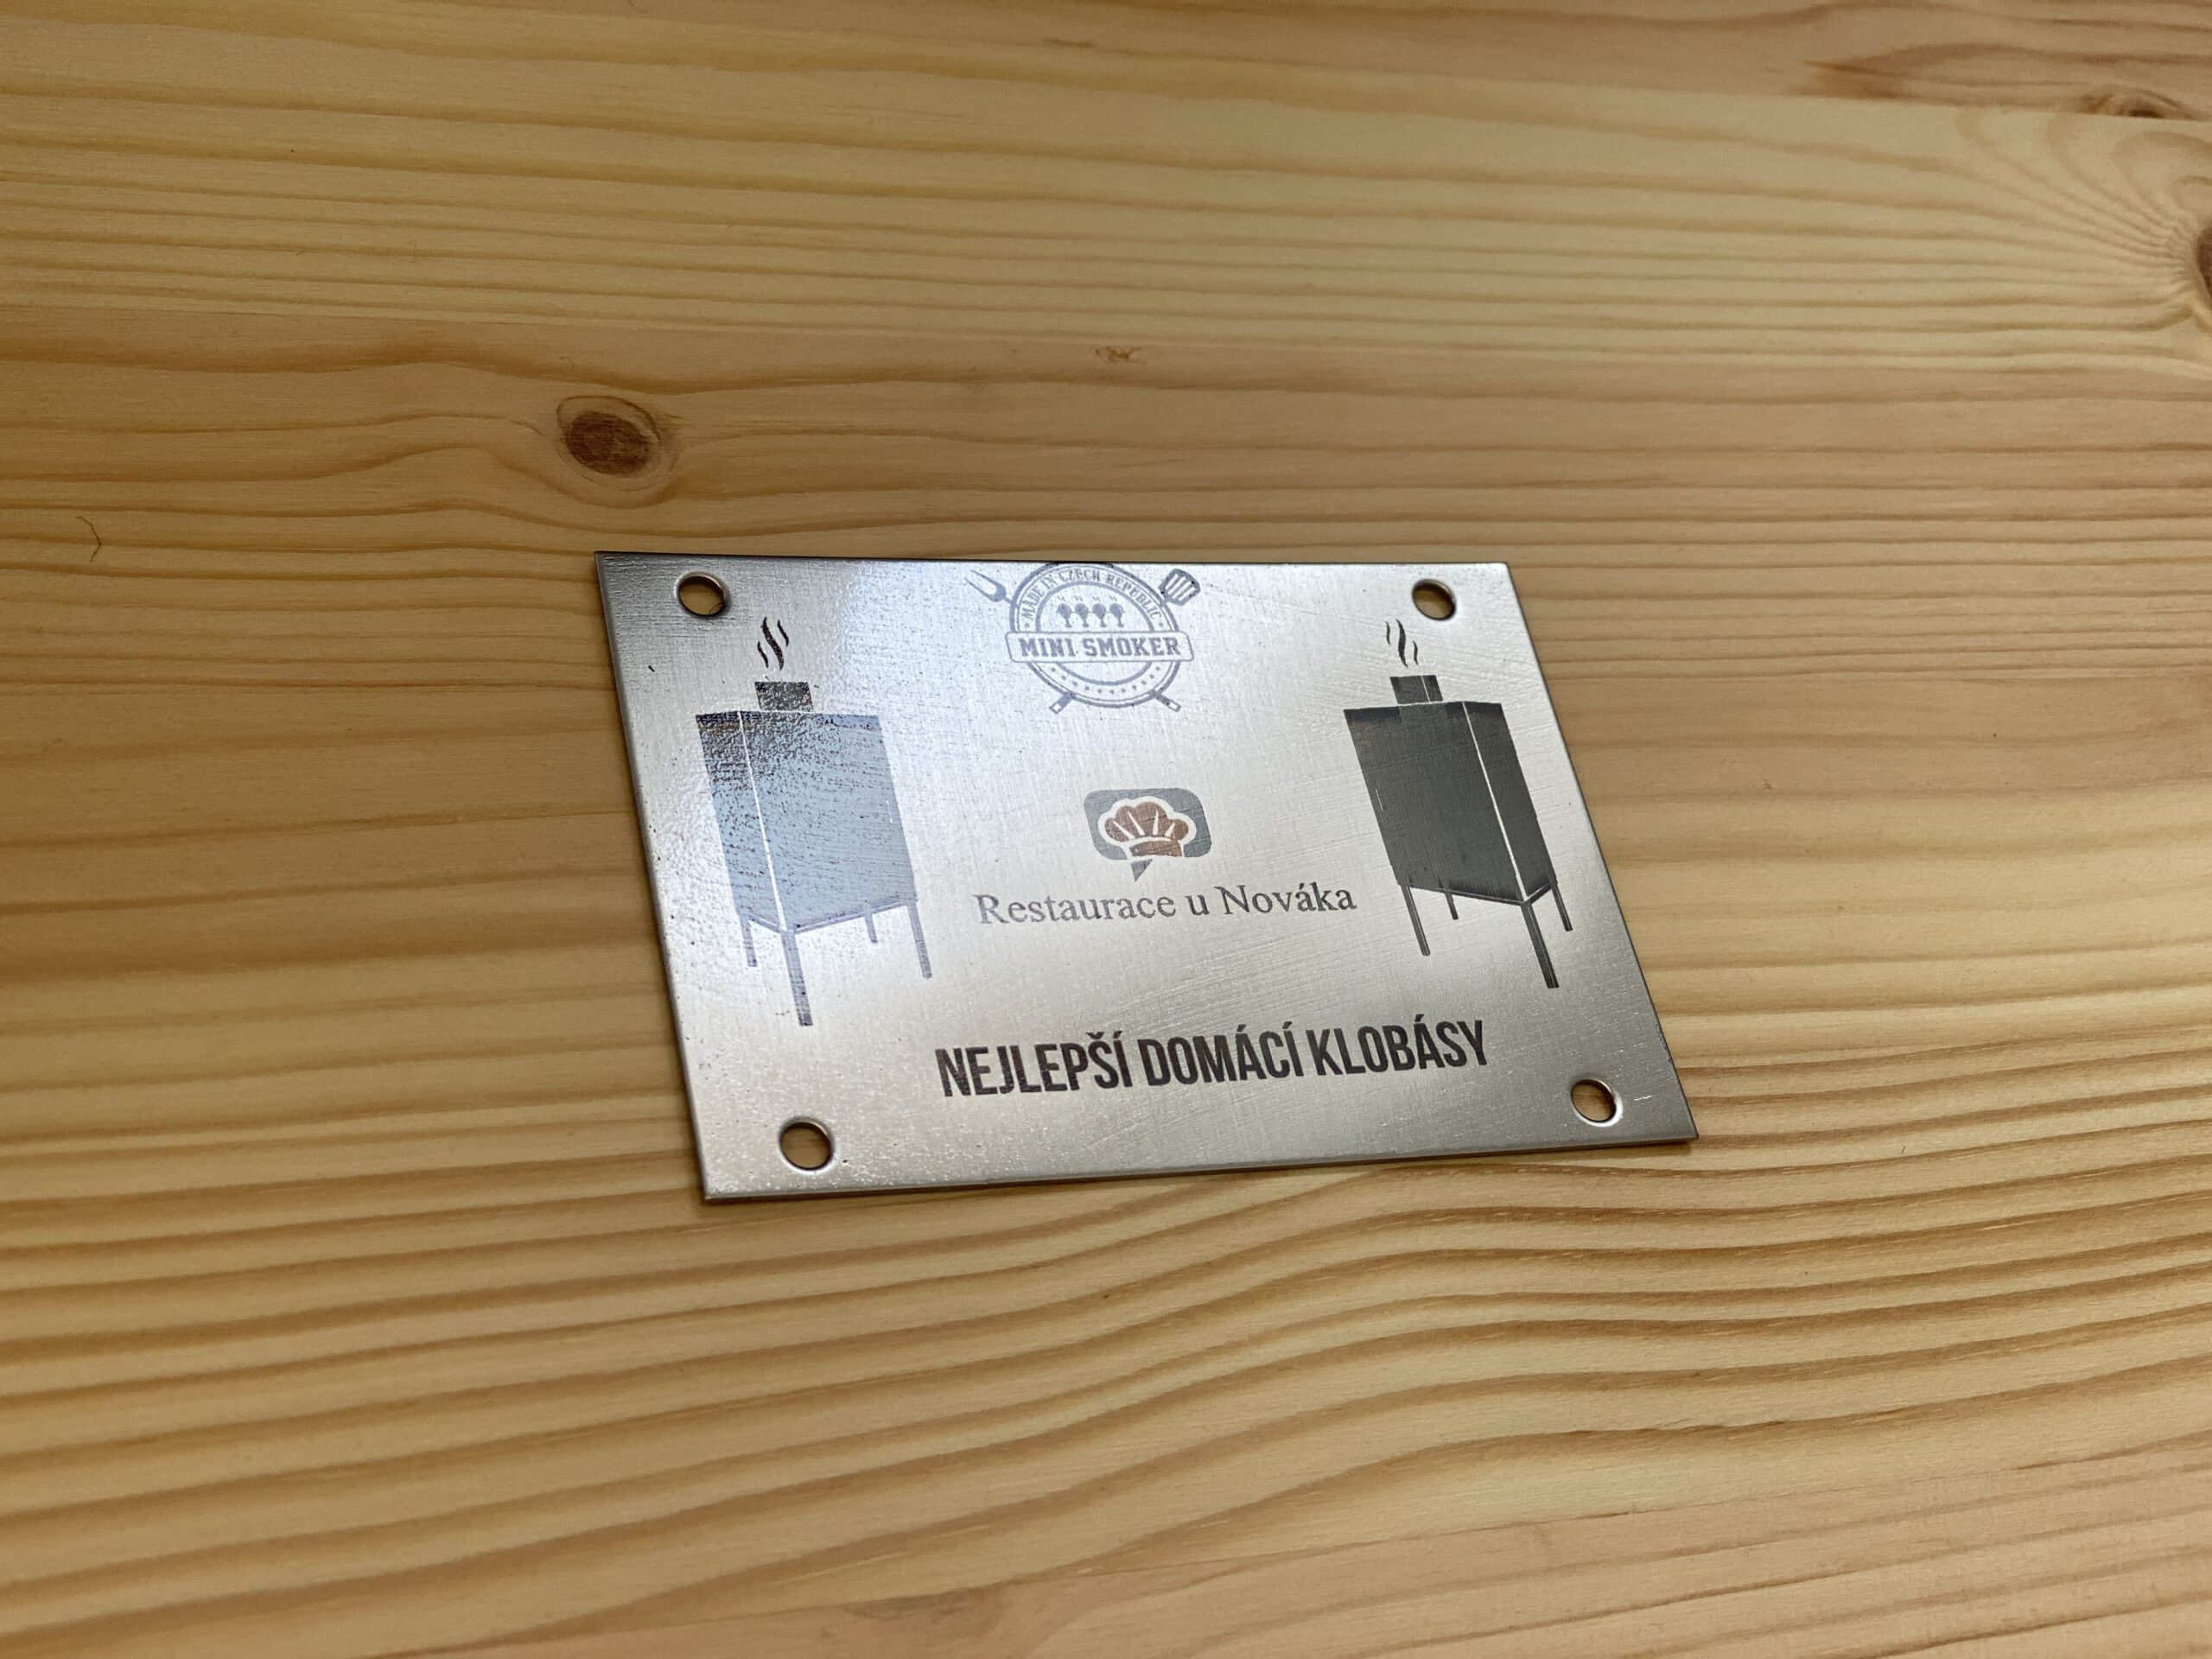 MADE IN CZECH REPUBLIC
MINI SMOKER
Restaurace u Nováka
NEJLEPŠÍ DOMÁCÍ KLOBÁSY